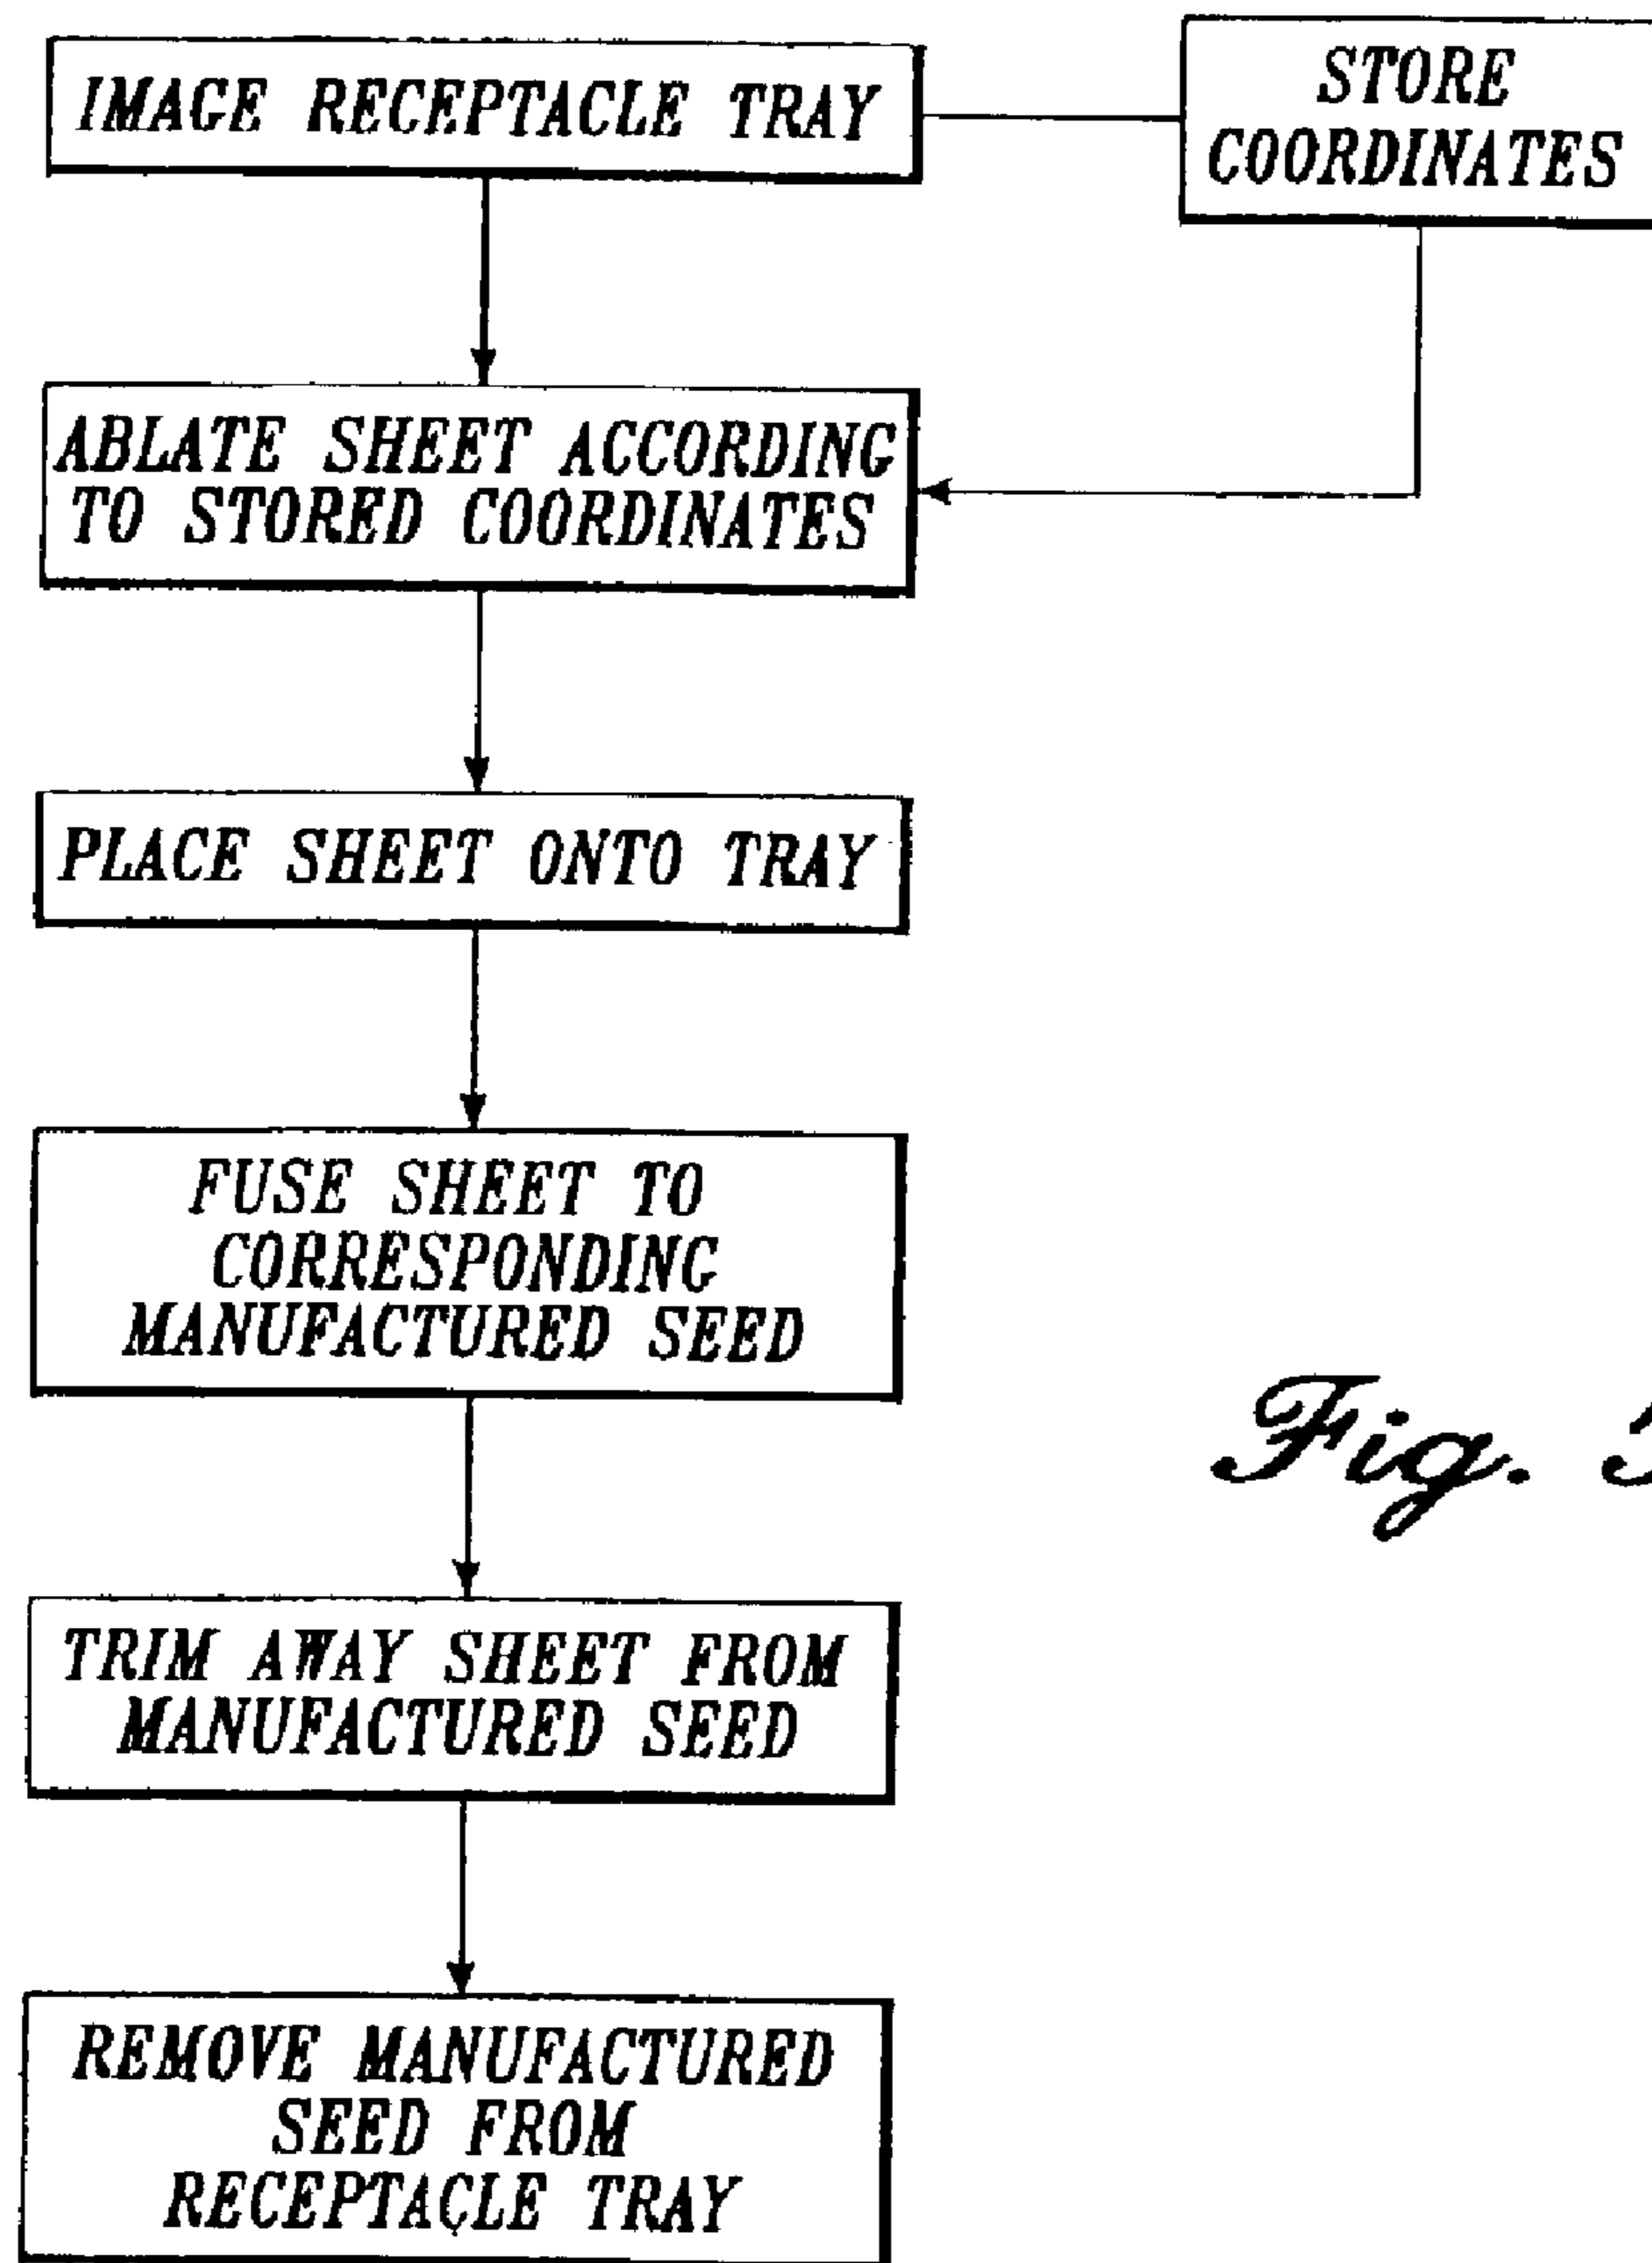 IMAGE RECEPTACLE TRAY
STORE
COORDINATES
ABLATE SHEET ACCORDING
TO STORED COORDINATES
PLACE SHEET ONTO TRAY
FUSE SHEET TO
CORRESPONDING
MANUFACTURED SEED
TRIM AWAY SHEET FROM
MANUFACTURED SEED
REMOVE MANUFACTURED
SEED FROM
RECEPTACLE TRAY
Fig.